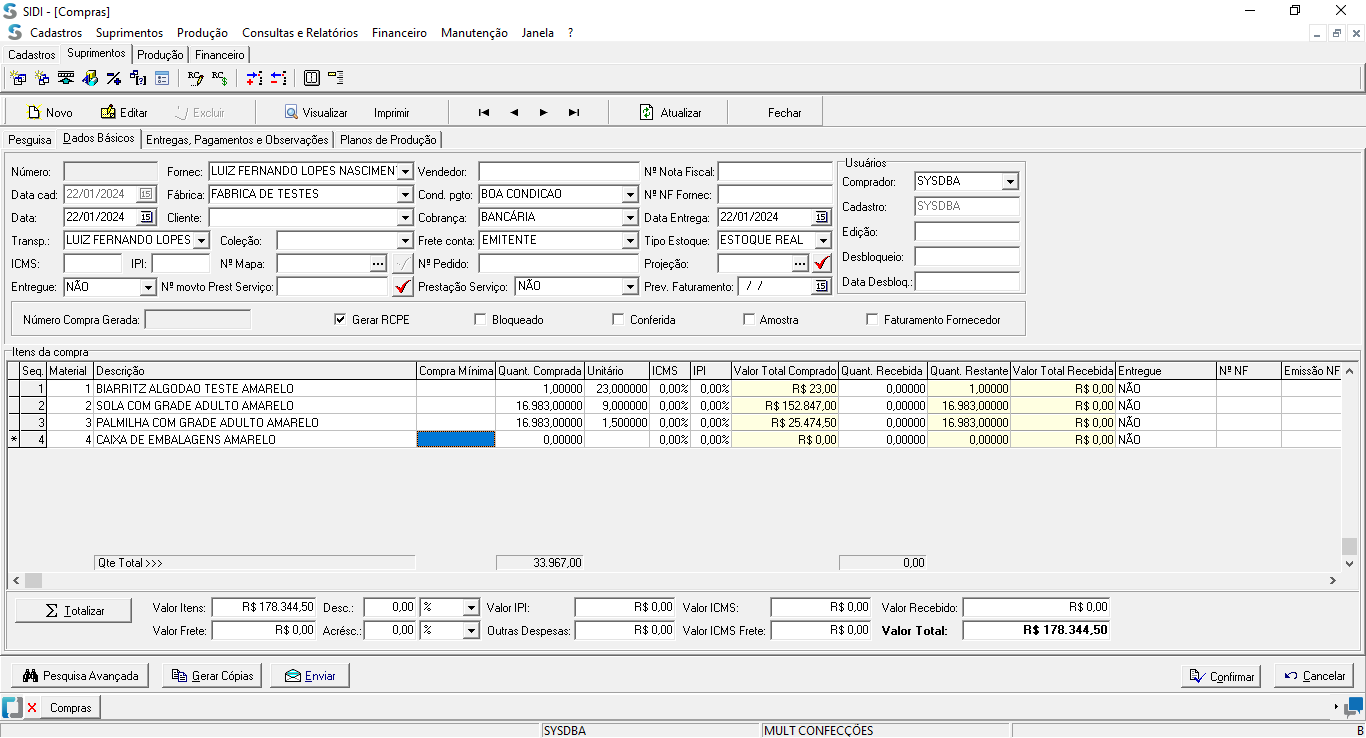 SIDI - [Compras]
Cadastros Suprimentos Produção Consultas e Relatórios Financeiro Manutenção Janela ?
Cadastros Suprimentos Produção Financeiro
Novo Editar Excluir Visualizar Imprimir Atualizar Fechar
Pesquisa Dados Básicos Entregas, Pagamentos e Observações Planos de Produção
Número: Fornec: LUIZ FERNANDO LOPES NASCIMEN Vendedor: Nº Nota Fiscal: Usuários
Comprador: SYSDBA
Data cad: 22/01/2024 15 Fábrica: FABRICA DE TESTES Cond. pgto: BOA CONDICAO Nº NF Fornec:
Cadastro: SYSDBA
Data: 22/01/2024 15 Cliente: Cobrança: BANCÁRIA Data Entrega: 22/01/2024 15
Edição:
Transp.: LUIZ FERNANDO LOPES Coleção: Frete conta: EMITENTE Tipo Estoque: ESTOQUE REAL
Desbloqueio:
ICMS: IPI: Nº Mapa: ... Nº Pedido: Projeção: ...
Data Desbloq.:
Entregue: NÃO Nº movto Prest Serviço: Prestação Serviço: NÃO Prev. Faturamento: / / 15
Número Compra Gerada: Gerar RCPE Bloqueado Conferida Amostra Faturamento Fornecedor
Itens da compra
Seq. Material Descrição Compra Mínima Quant. Comprada Unitário ICMS IPI Valor Total Comprado Quant. Recebida Quant. Restante Valor Total Recebida Entregue Nº NF Emissão NF
1 1 BIARRITZ ALGODAO TESTE AMARELO 1,00000 23,000000 0,00% 0,00% R$ 23,00 0,00000 1,00000 R$ 0,00 NÃO
2 2 SOLA COM GRADE ADULTO AMARELO 16.983,00000 9,000000 0,00% 0,00% R$ 152.847,00 0,00000 16.983,00000 R$ 0,00 NÃO
3 3 PALMILHA COM GRADE ADULTO AMARELO 16.983,00000 1,500000 0,00% 0,00% R$ 25.474,50 0,00000 16.983,00000 R$ 0,00 NÃO
* 4 4 CAIXA DE EMBALAGENS AMARELO 0,00000 0,00% 0,00% R$ 0,00 0,00000 0,00000 R$ 0,00 NÃO
Qte Total >>> 33.967,00 0,00
Σ Totalizar Valor Itens: R$ 178.344,50 Desc.: 0,00 % Valor IPI: R$ 0,00 Valor ICMS: R$ 0,00 Valor Recebido: R$ 0,00
Valor Frete: R$ 0,00 Acrésc.: 0,00 % Outras Despesas: R$ 0,00 Valor ICMS Frete: R$ 0,00 Valor Total: R$ 178.344,50
Pesquisa Avançada Gerar Cópias Enviar Confirmar Cancelar
Compras
SYSDBA MULT CONFECÇÕES B